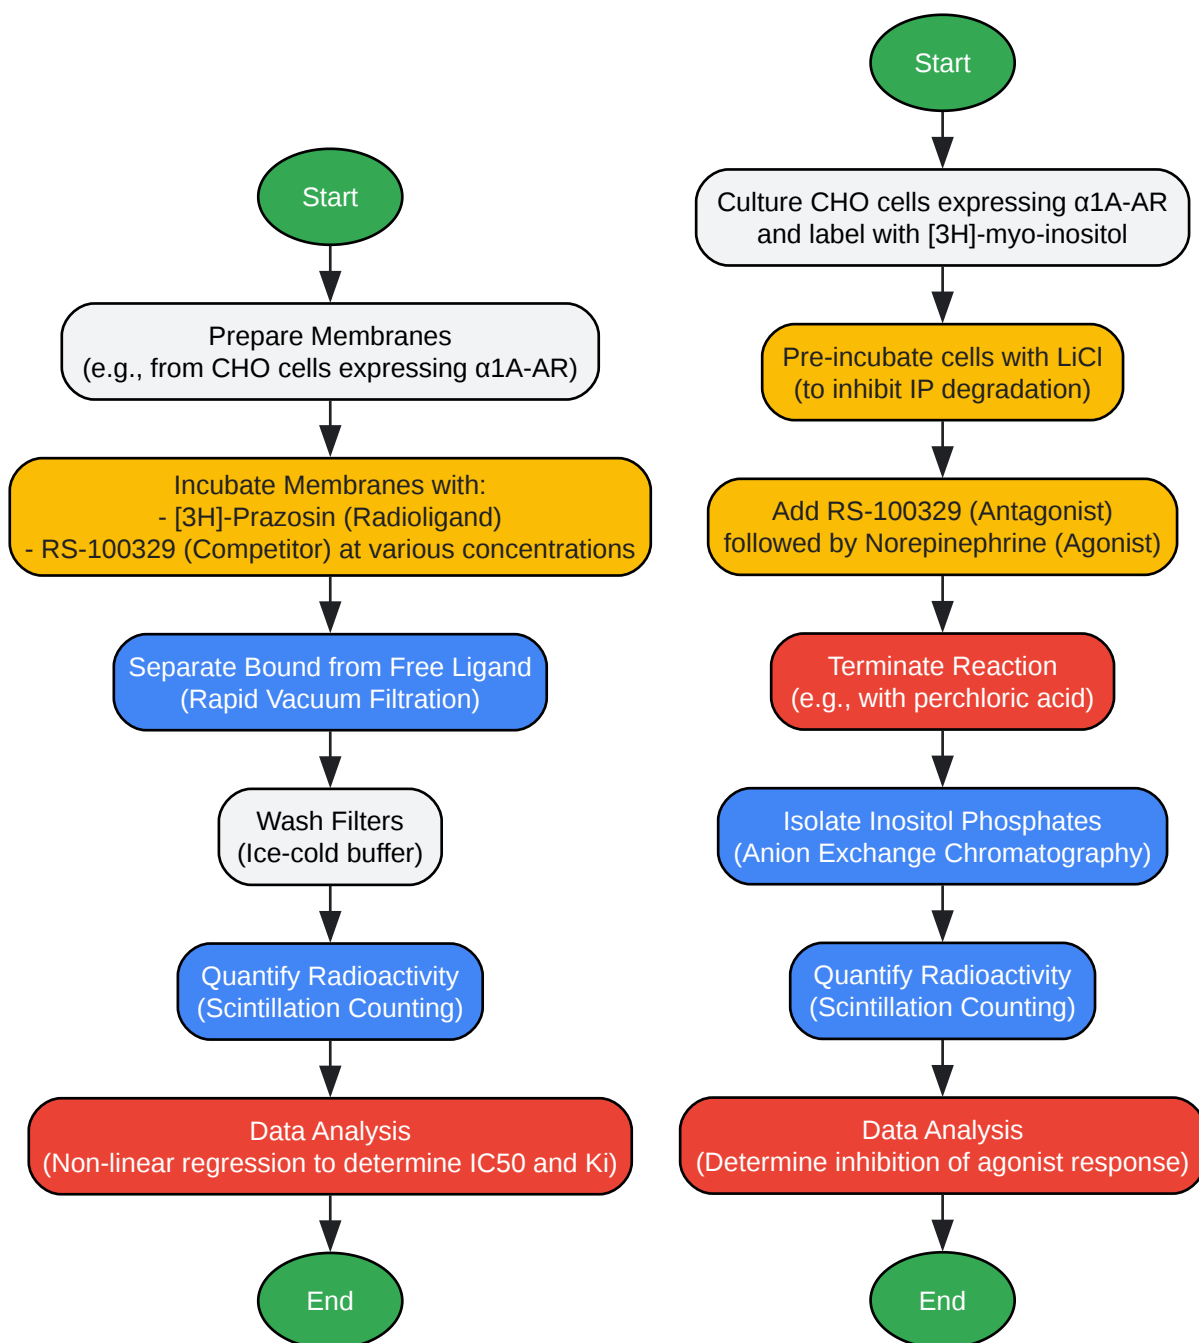 Start
Prepare Membranes
(e.g., from CHO cells expressing α1A-AR)
Incubate Membranes with:
- [3H]-Prazosin (Radioligand)
- RS-100329 (Competitor) at various concentrations
Separate Bound from Free Ligand
(Rapid Vacuum Filtration)
Wash Filters
(Ice-cold buffer)
Quantify Radioactivity
(Scintillation Counting)
Data Analysis
(Non-linear regression to determine IC50 and Ki)
End
Start
Culture CHO cells expressing α1A-AR
and label with [3H]-myo-inositol
Pre-incubate cells with LiCl
(to inhibit IP degradation)
Add RS-100329 (Antagonist)
followed by Norepinephrine (Agonist)
Terminate Reaction
(e.g., with perchloric acid)
Isolate Inositol Phosphates
(Anion Exchange Chromatography)
Quantify Radioactivity
(Scintillation Counting)
Data Analysis
(Determine inhibition of agonist response)
End